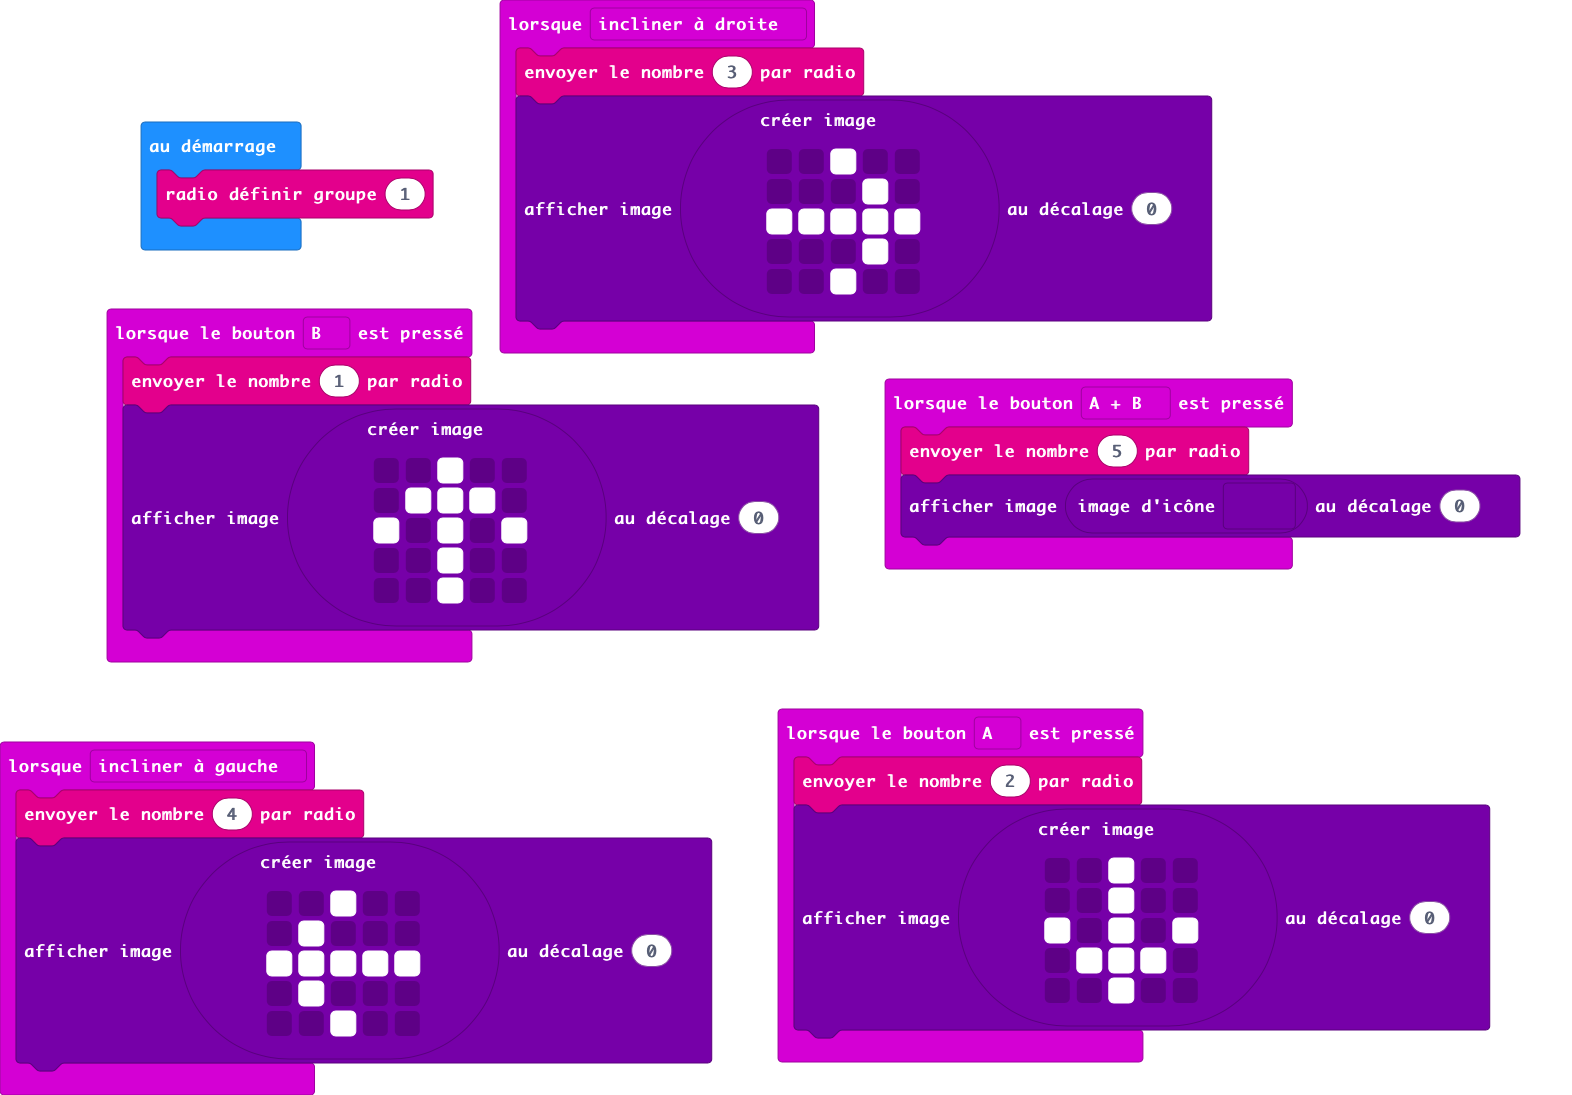 lorsque incliner à droite
envoyer le nombre 3 par radio
créer image
afficher image au décalage 0
au démarrage
radio définir groupe 1
lorsque le bouton B est pressé
envoyer le nombre 1 par radio
créer image
afficher image au décalage 0
lorsque le bouton A + B est pressé
envoyer le nombre 5 par radio
afficher image image d'icône au décalage 0
lorsque incliner à gauche
envoyer le nombre 4 par radio
créer image
afficher image au décalage 0
lorsque le bouton A est pressé
envoyer le nombre 2 par radio
créer image
afficher image au décalage 0